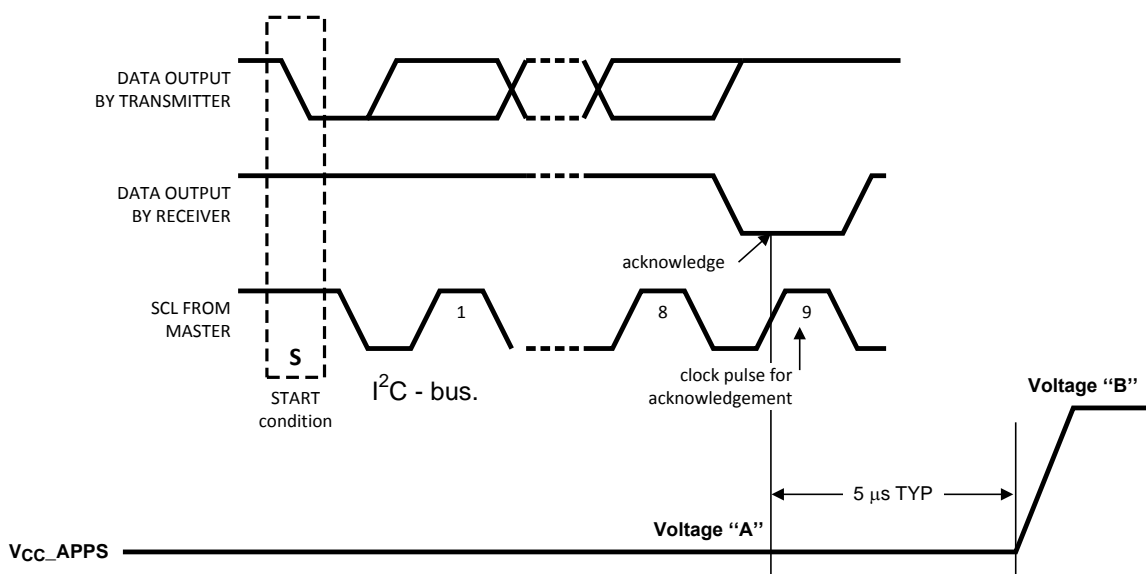 DATA OUTPUT
BY TRANSMITTER
DATA OUTPUT
BY RECEIVER
acknowledge
SCL FROM
MASTER
1
8
9
S
START
condition
I²C - bus.
clock pulse for
acknowledgement
Voltage “B”
5 μs TYP
Voltage “A”
VCC_APPS